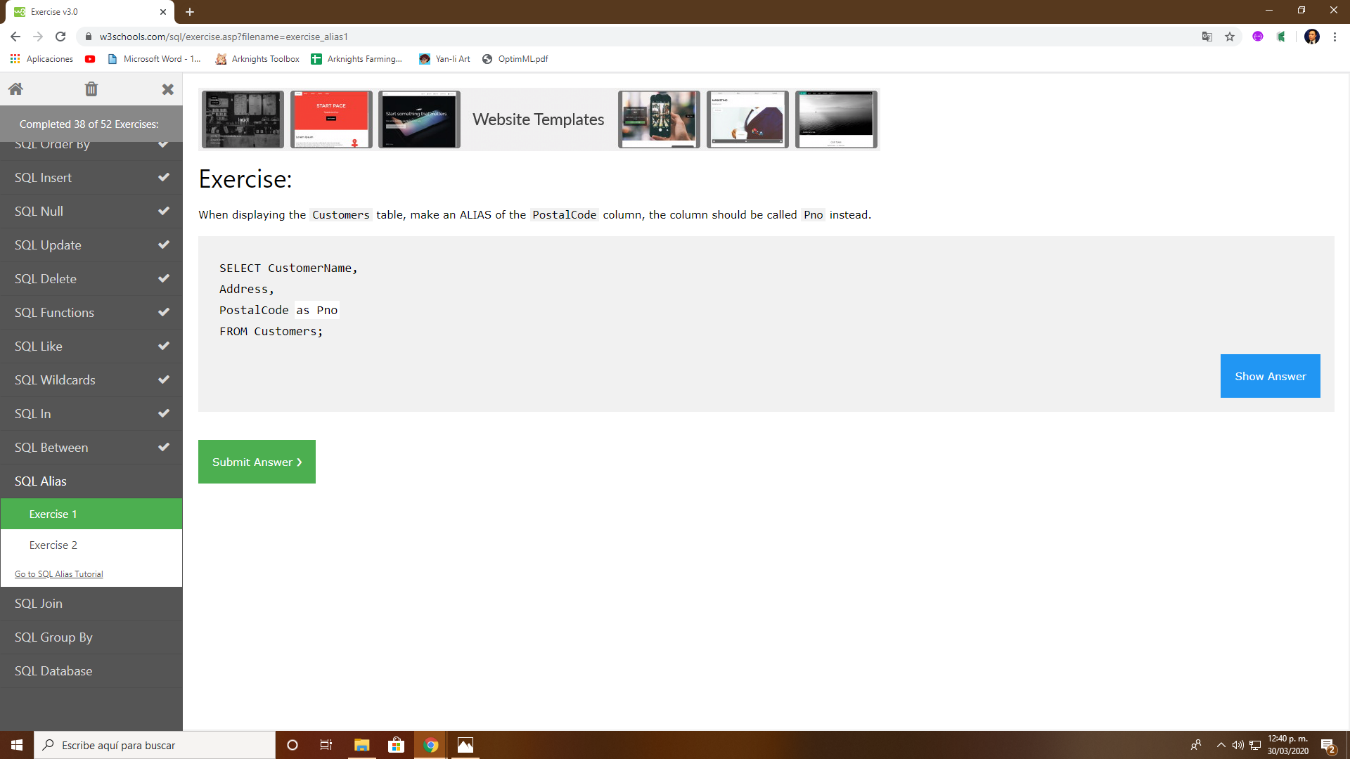 Exercise v3.0
w3schools.com/sql/exercise.asp?filename=exercise_alias1
Aplicaciones
Microsoft Word - 1...
Arknights Toolbox
Arknights Farming...
Yan-li Art
OptimML.pdf
Completed 38 of 52 Exercises:
SQL Order By
SQL Insert
SQL Null
SQL Update
SQL Delete
SQL Functions
SQL Like
SQL Wildcards
SQL In
SQL Between
SQL Alias
Exercise 1
Exercise 2
Go to SQL Alias Tutorial
SQL Join
SQL Group By
SQL Database
START PAGE
Website Templates
Exercise:
When displaying the Customers table, make an ALIAS of the PostalCode column, the column should be called Pno instead.
SELECT CustomerName,
Address,
PostalCode as Pno
FROM Customers;
Show Answer
Submit Answer ❯
Escribe aquí para buscar
12:40 p. m.
30/03/2020
2